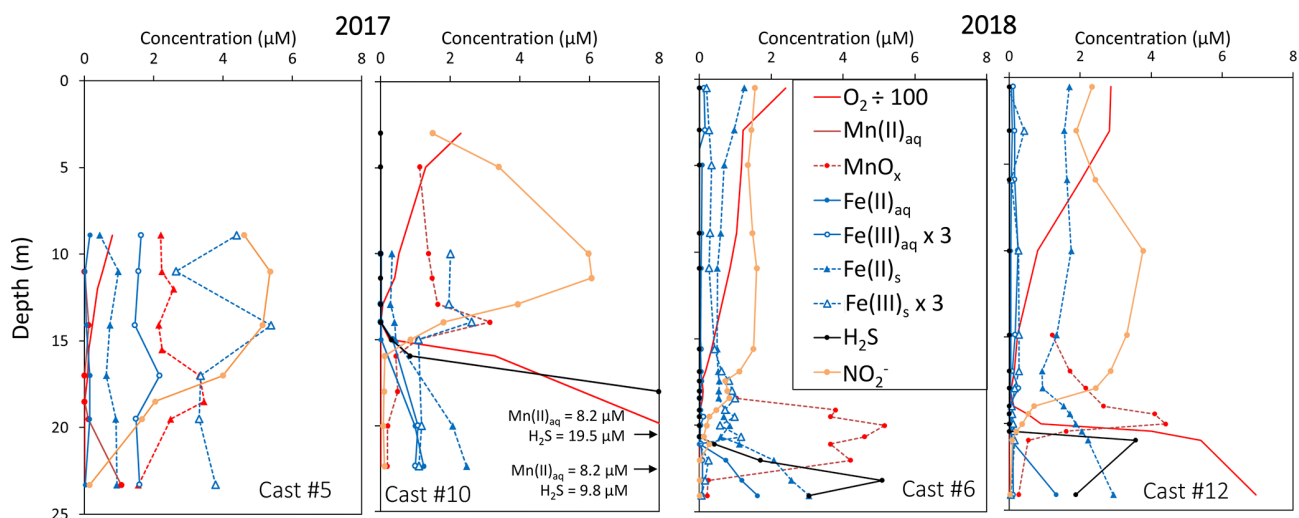 2017
2018
Concentration (µM)
Concentration (µM)
Concentration (µM)
Concentration (µM)
0 2 4 6 8
0 2 4 6 8
0 2 4 6 8
0 2 4 6 8
Depth (m)
0
5
10
15
20
25
O₂ ÷ 100
Mn(II)aq
MnOₓ
Fe(II)aq
Fe(III)aq x 3
Fe(II)s
Fe(III)s x 3
H₂S
NO₂⁻
Mn(II)aq = 8.2 µM
H₂S = 19.5 µM
Mn(II)aq = 8.2 µM
H₂S = 9.8 µM
Cast #5
Cast #10
Cast #6
Cast #12